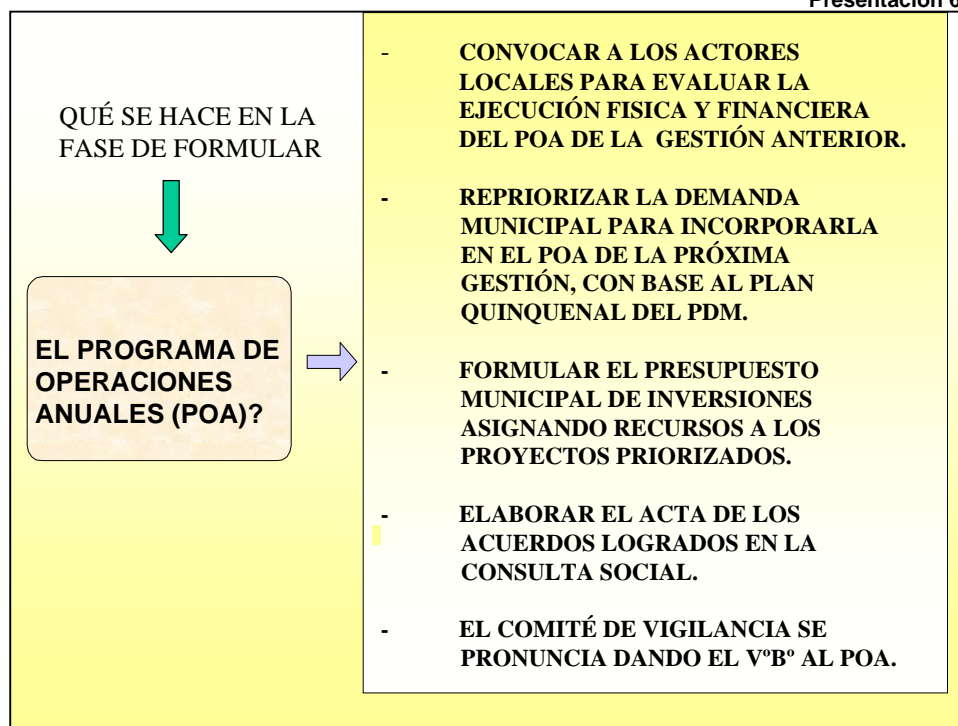 Presentación 6
QUÉ SE HACE EN LA
FASE DE FORMULAR
EL PROGRAMA DE
OPERACIONES
ANUALES (POA)?
- CONVOCAR A LOS ACTORES
LOCALES PARA EVALUAR LA
EJECUCIÓN FISICA Y FINANCIERA
DEL POA DE LA GESTIÓN ANTERIOR.
- REPRIORIZAR LA DEMANDA
MUNICIPAL PARA INCORPORARLA
EN EL POA DE LA PRÓXIMA
GESTIÓN, CON BASE AL PLAN
QUINQUENAL DEL PDM.
- FORMULAR EL PRESUPUESTO
MUNICIPAL DE INVERSIONES
ASIGNANDO RECURSOS A LOS
PROYECTOS PRIORIZADOS.
- ELABORAR EL ACTA DE LOS
ACUERDOS LOGRADOS EN LA
CONSULTA SOCIAL.
- EL COMITÉ DE VIGILANCIA SE
PRONUNCIA DANDO EL VºBº AL POA.